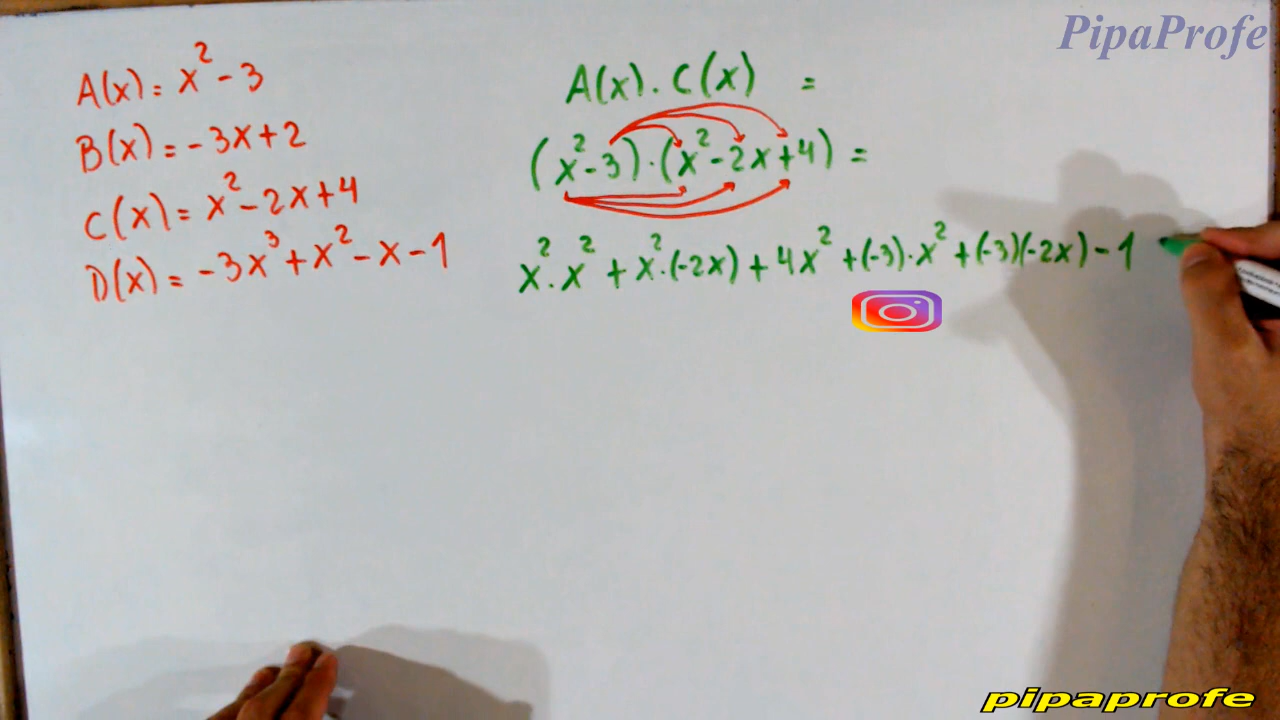 PipaProfe
A(x) = x² - 3
B(x) = - 3x + 2
C(x) = x² - 2x + 4
D(x) = -3x³ + x² - x - 1
A(x) . C(x) =
(x² - 3) · (x² - 2x + 4) =
x² . x² + x² · (-2x) + 4x² + (-3) · x² + (-3)(-2x) - 1
pipaprofe